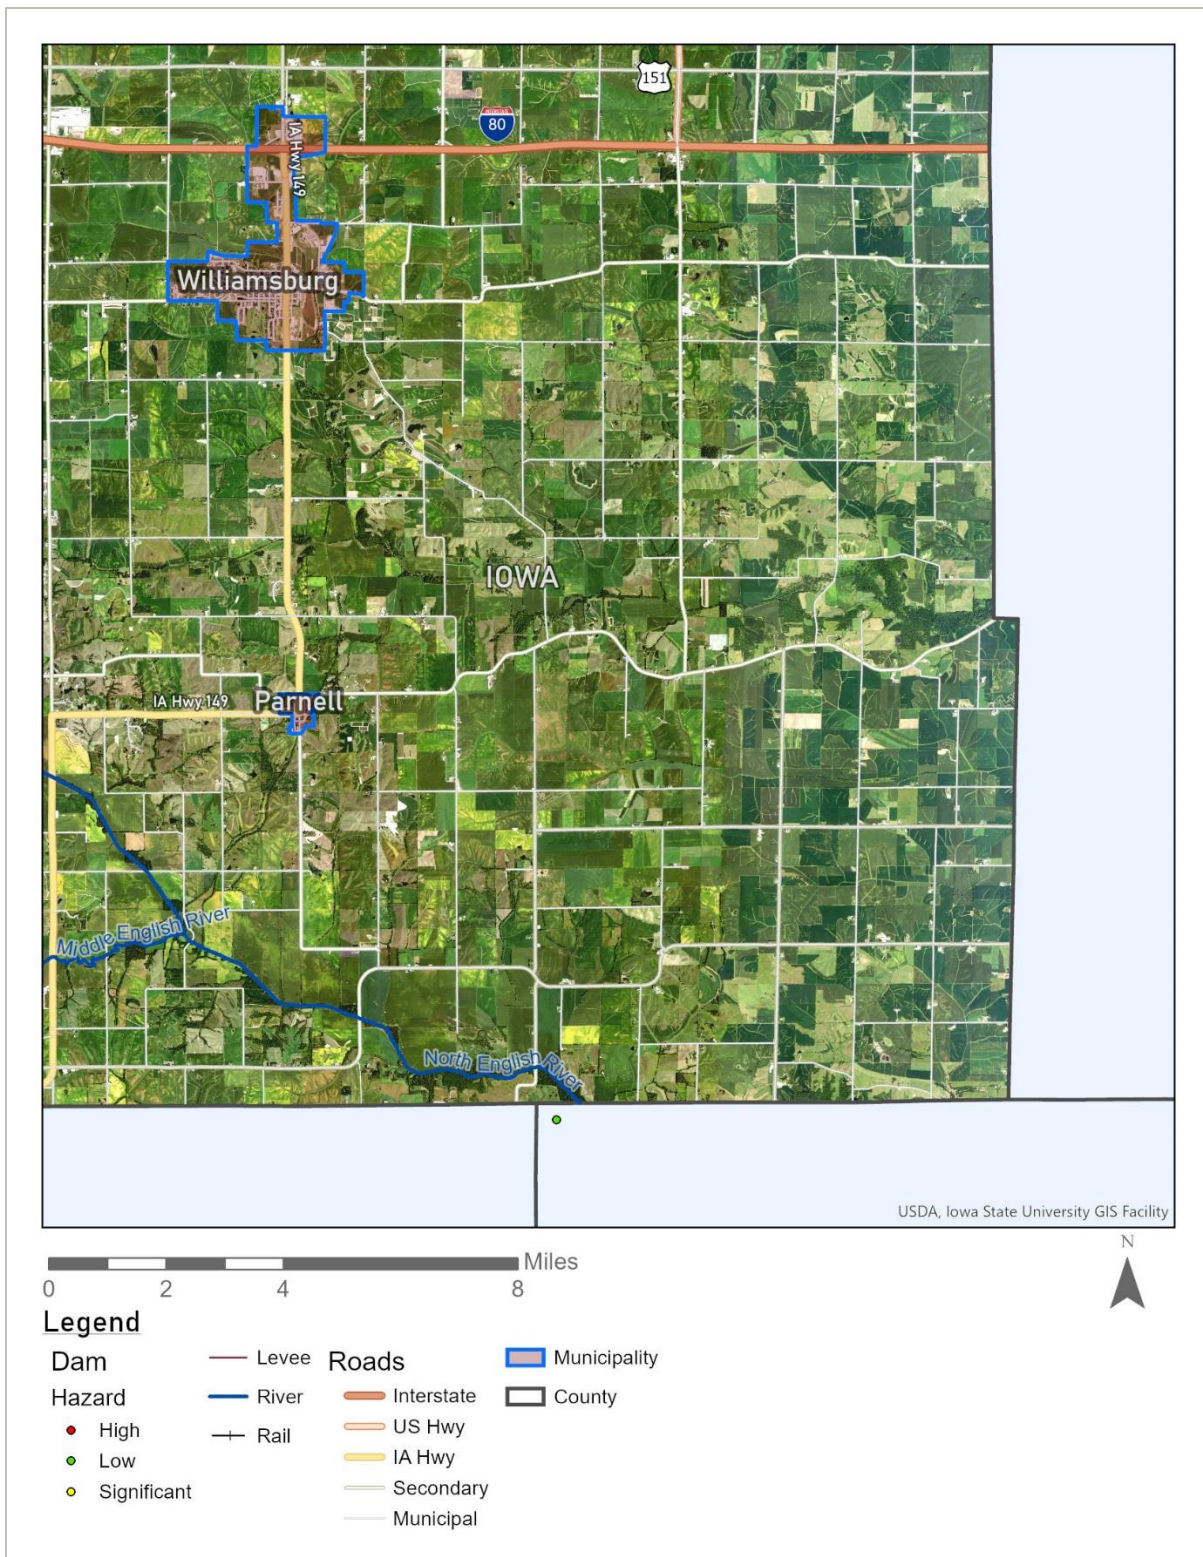 151
INTERSTATE
80
IA Hwy 149
Williamsburg
IOWA
IA Hwy 149
Parnell
Middle English River
North English River
USDA, Iowa State University GIS Facility
0 2 4 8 Miles
N
Legend
Dam
Hazard
High
Low
Significant
Levee
River
Rail
Roads
Interstate
US Hwy
IA Hwy
Secondary
Municipal
Municipality
County